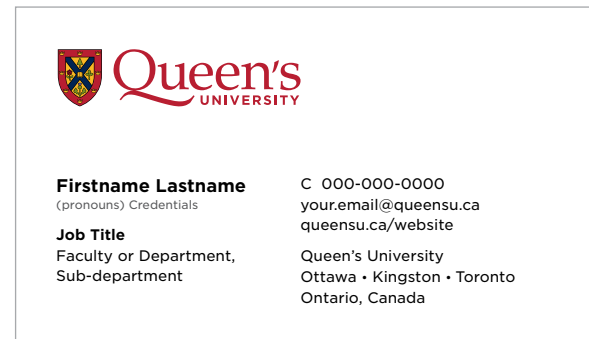 Queen's
UNIVERSITY
Firstname Lastname
(pronouns) Credentials
Job Title
Faculty or Department,
Sub-department
C 000-000-0000
your.email@queensu.ca
queensu.ca/website
Queen's University
Ottawa • Kingston • Toronto
Ontario, Canada